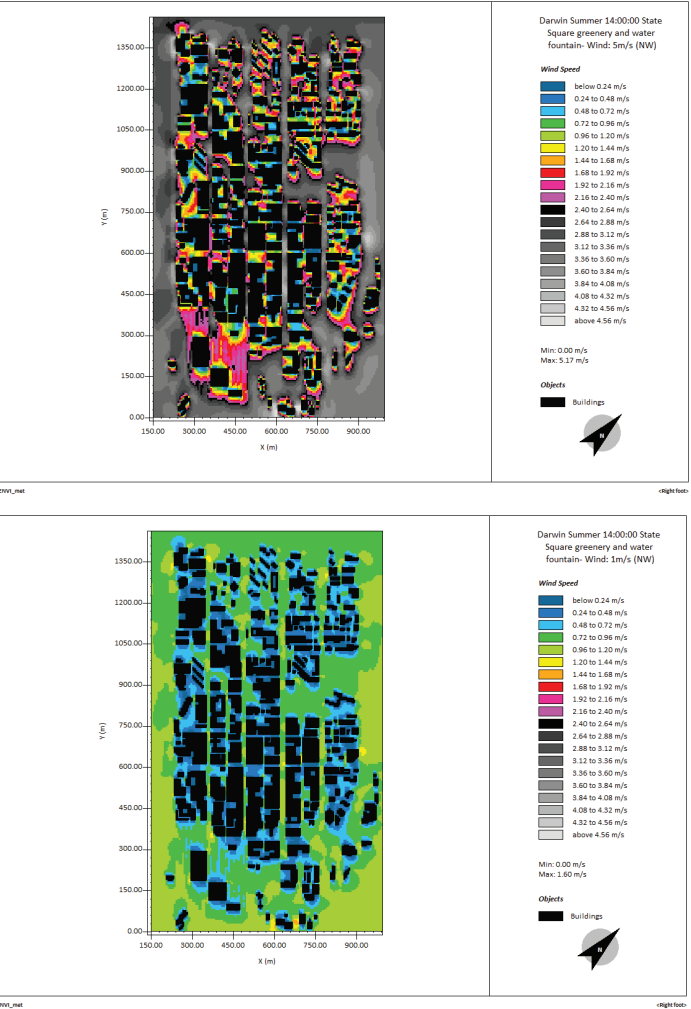 Darwin Summer 14:00:00 State
Square greenery and water
fountain- Wind: 5m/s (NW)
Wind Speed
below 0.24 m/s
0.24 to 0.48 m/s
0.48 to 0.72 m/s
0.72 to 0.96 m/s
0.96 to 1.20 m/s
1.20 to 1.44 m/s
1.44 to 1.68 m/s
1.68 to 1.92 m/s
1.92 to 2.16 m/s
2.16 to 2.40 m/s
2.40 to 2.64 m/s
2.64 to 2.88 m/s
2.88 to 3.12 m/s
3.12 to 3.36 m/s
3.36 to 3.60 m/s
3.60 to 3.84 m/s
3.84 to 4.08 m/s
4.08 to 4.32 m/s
4.32 to 4.56 m/s
above 4.56 m/s
Min: 0.00 m/s
Max: 5.17 m/s
Objects
Buildings
N
1350.00
1200.00
1050.00
900.00
750.00
600.00
450.00
300.00
150.00
0.00
Y (m)
150.00 300.00 450.00 600.00 750.00 900.00
X (m)
<Right foot>
Darwin Summer 14:00:00 State
Square greenery and water
fountain- Wind: 1m/s (NW)
Wind Speed
below 0.24 m/s
0.24 to 0.48 m/s
0.48 to 0.72 m/s
0.72 to 0.96 m/s
0.96 to 1.20 m/s
1.20 to 1.44 m/s
1.44 to 1.68 m/s
1.68 to 1.92 m/s
1.92 to 2.16 m/s
2.16 to 2.40 m/s
2.40 to 2.64 m/s
2.64 to 2.88 m/s
2.88 to 3.12 m/s
3.12 to 3.36 m/s
3.36 to 3.60 m/s
3.60 to 3.84 m/s
3.84 to 4.08 m/s
4.08 to 4.32 m/s
4.32 to 4.56 m/s
above 4.56 m/s
Min: 0.00 m/s
Max: 1.60 m/s
Objects
Buildings
N
1350.00
1200.00
1050.00
900.00
750.00
600.00
450.00
300.00
150.00
0.00
Y (m)
150.00 300.00 450.00 600.00 750.00 900.00
X (m)
<Right foot>